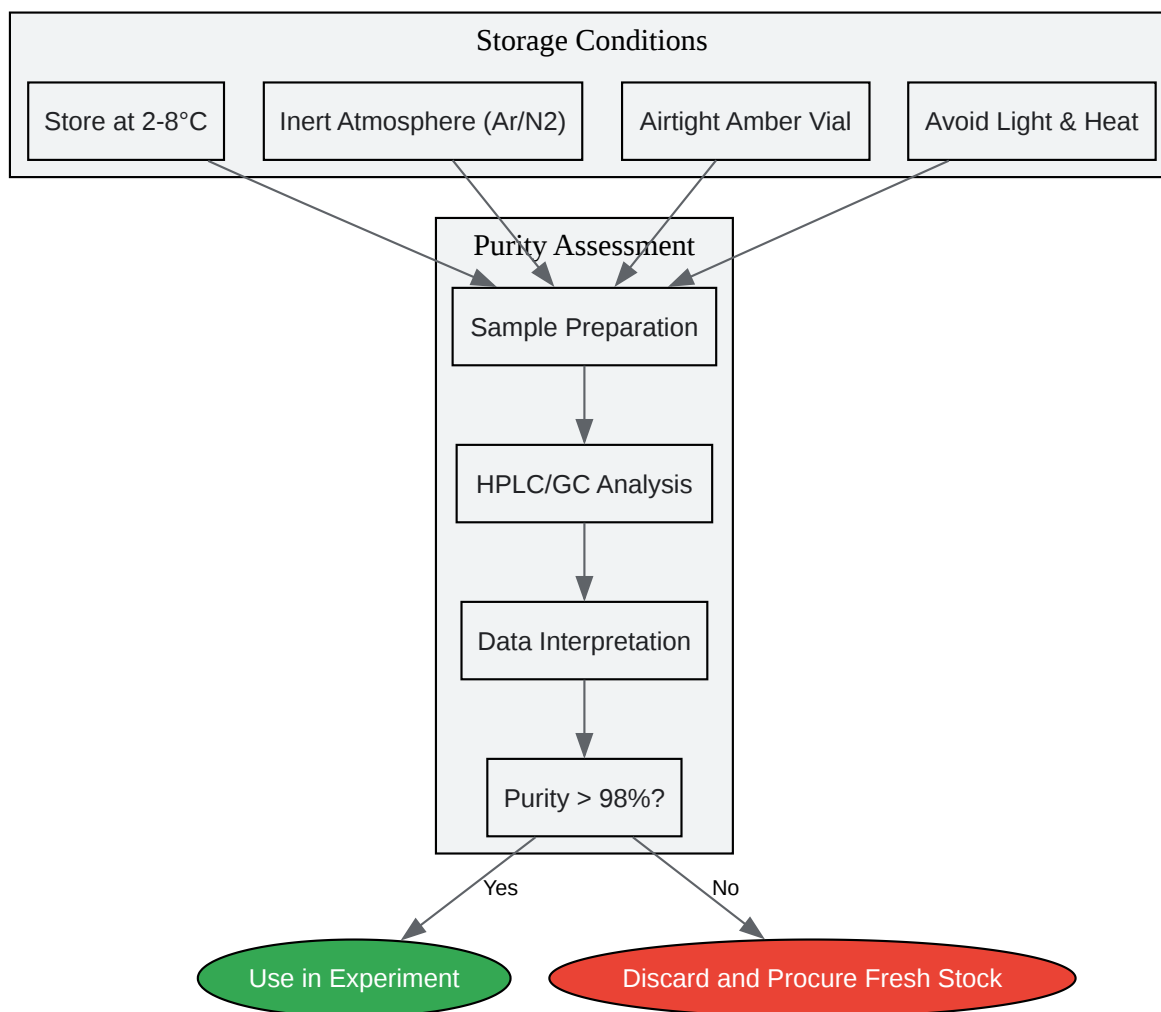 Storage Conditions
Store at 2-8°C
Inert Atmosphere (Ar/N2)
Airtight Amber Vial
Avoid Light & Heat
Purity Assessment
Sample Preparation
HPLC/GC Analysis
Data Interpretation
Purity > 98%?
Yes
No
Use in Experiment
Discard and Procure Fresh Stock